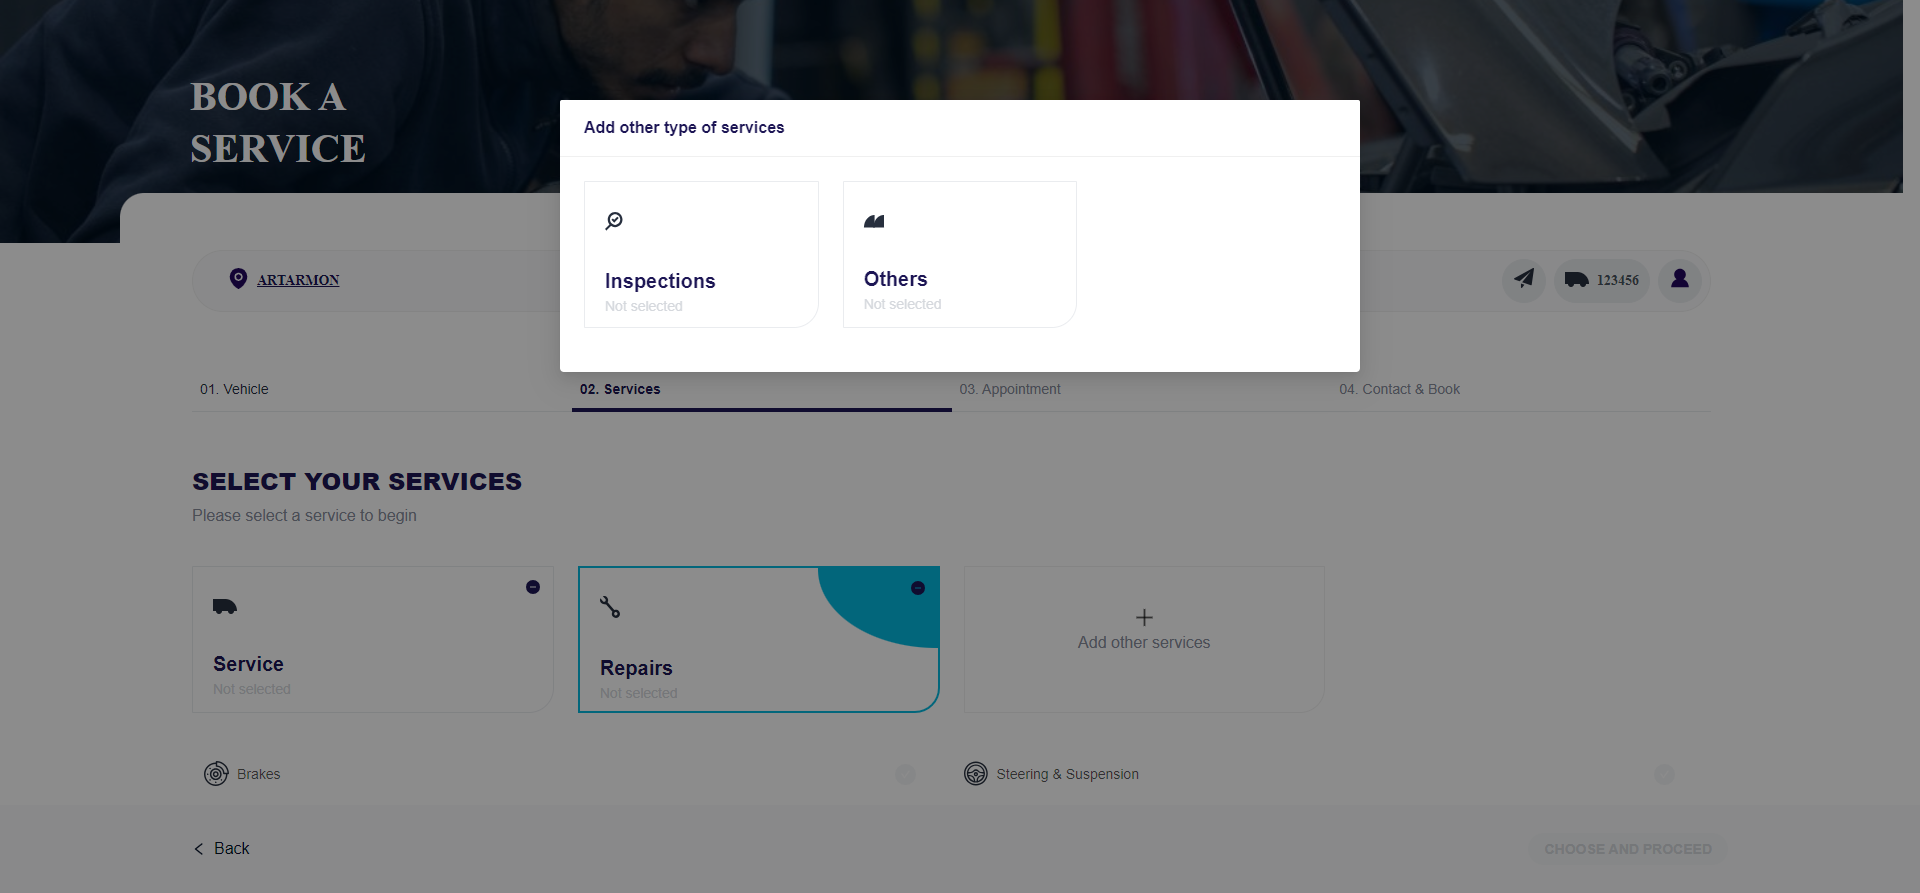 BOOK A
SERVICE
Add other type of services
Inspections
Not selected
Others
Not selected
ARTARMON
123456
01. Vehicle
02. Services
03. Appointment
04. Contact & Book
SELECT YOUR SERVICES
Please select a service to begin
Service
Not selected
Repairs
Not selected
Add other services
Brakes
Steering & Suspension
Back
CHOOSE AND PROCEED